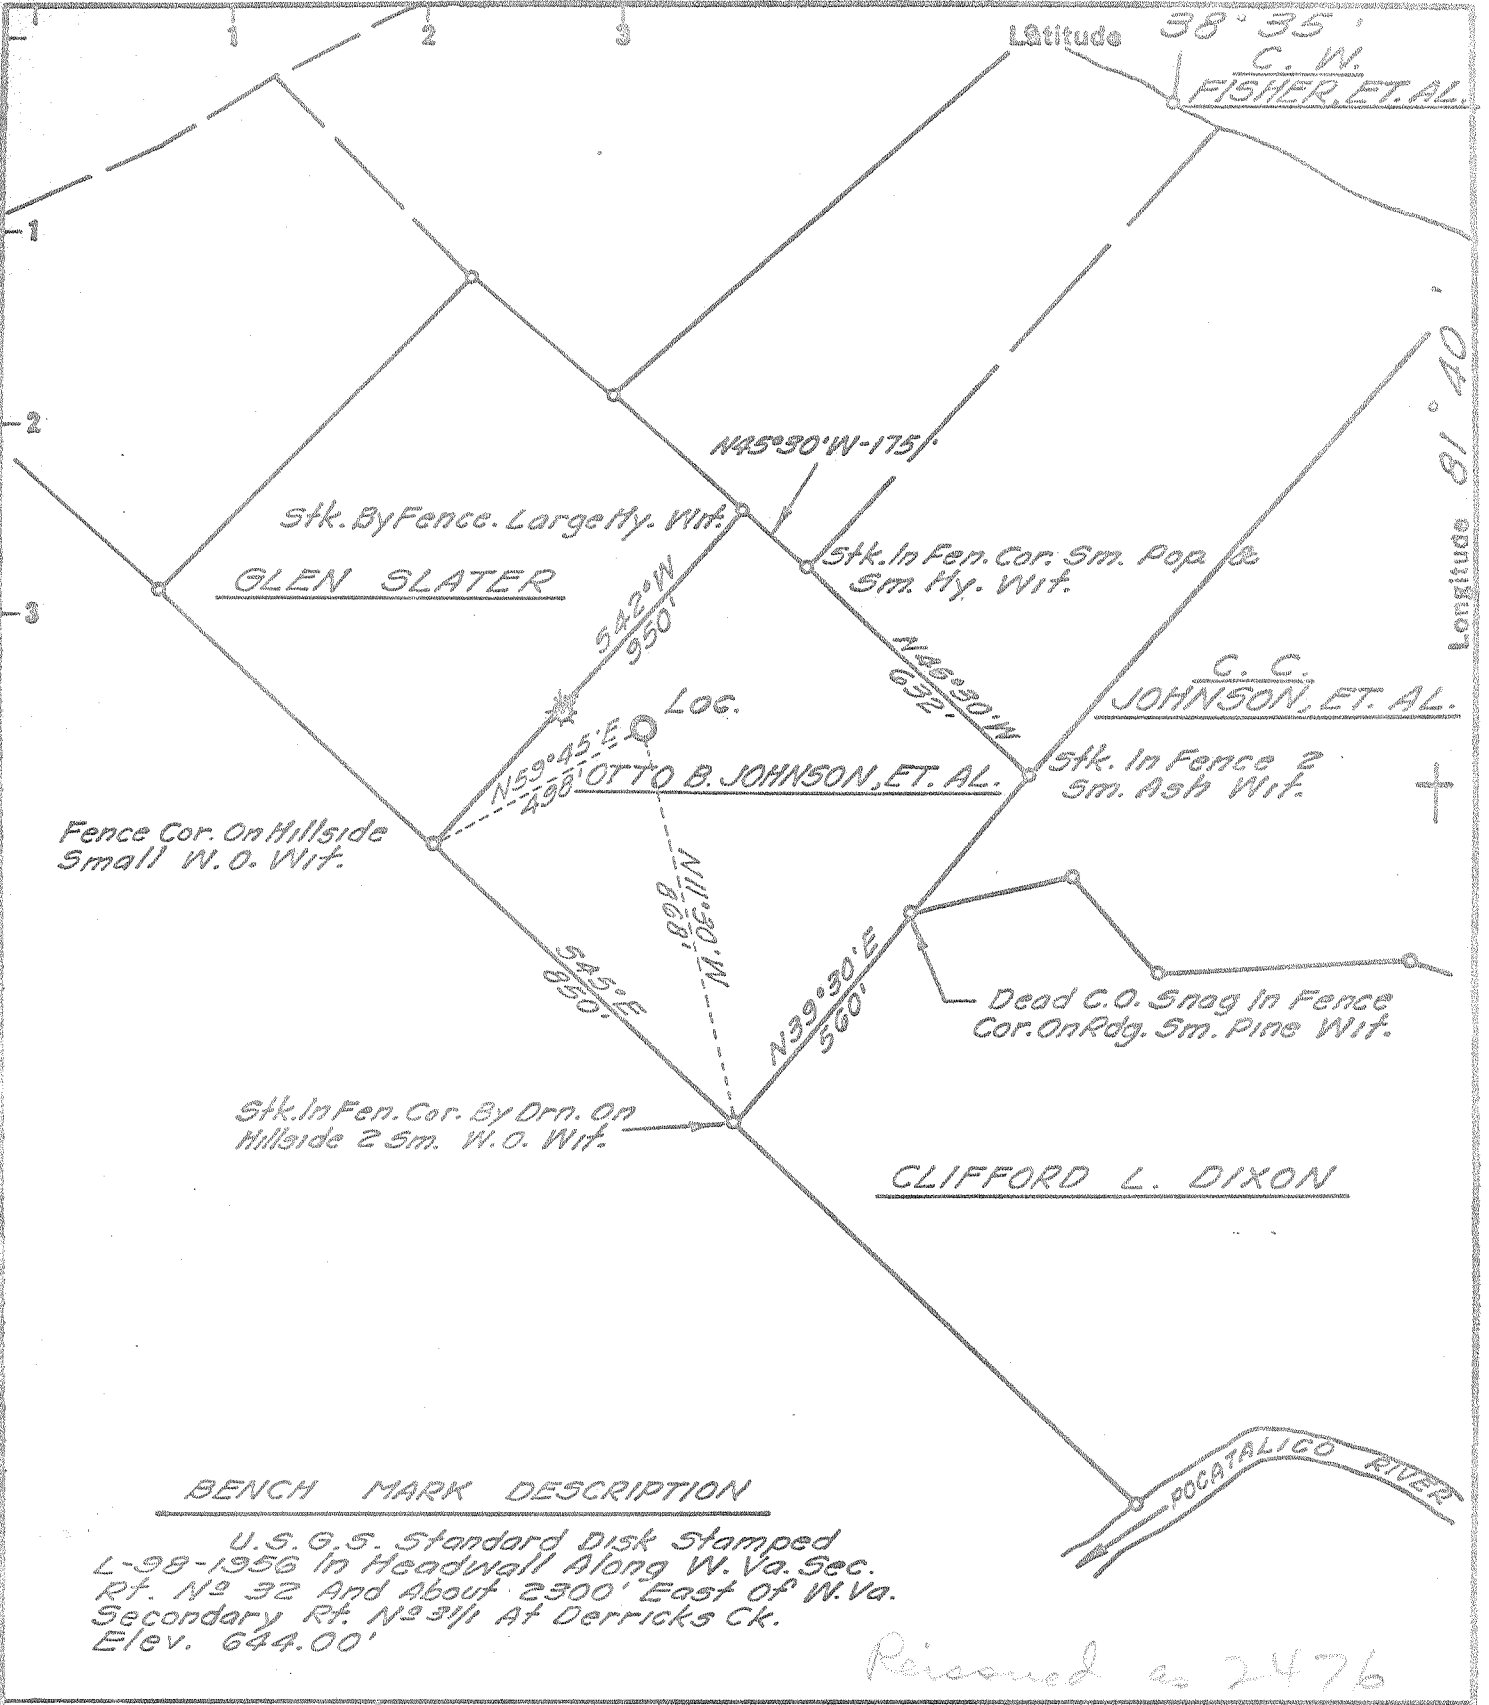 1 2 3 Latitude 38° 35'
C. W.
FISHER, ET. AL.
1
2
3
Longitude 81° 40'
N45°30'W-175'
Stk. By Fence. Large Hy. Wit.
Stk. In Fen. Cor. Sm. Pop &
Sm. Hy. Wit.
GLEN SLATER
S42°W
950'
N46°30'W
632'
C. C.
JOHNSON, ET. AL.
LOC.
N59°45'E
498'
OTTO B. JOHNSON, ET. AL.
Stk. In Fence 2
Sm. Ash Wit.
Fence Cor. On Hillside
Small W.O. Wit.
N11°30'W
868'
S45°E
850'
N39°30'E
560'
Dead C.O. Snag In Fence
Cor. On Rdg. Sm. Pine Wit.
Stk. In Fen. Cor. By Drn. On
Hillside 2 Sm. W.O. Wit.
CLIFFORD L. DIXON
POCATALICO RIVER
BENCH MARK DESCRIPTION
U.S.G.S. Standard Disk Stamped
L-98-1956 In Headwall Along W. Va. Sec.
Rt. Nº 32 And About 2300' East Of W. Va.
Secondary Rt. Nº 31/1 At Derricks Ck.
Elev. 644.00'
Reissued as 2476